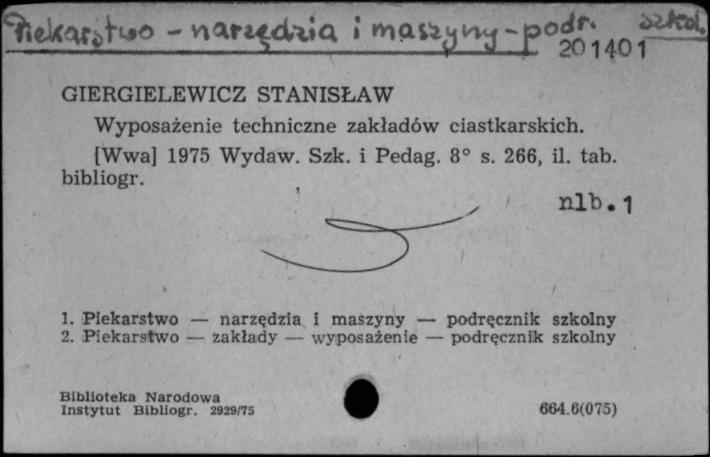 Piekarstwo – narzędzia i maszyny – podr. szkol.
201401
GIERGIELEWICZ STANISŁAW
Wyposażenie techniczne zakładów ciastkarskich.
[Wwa] 1975 Wydaw. Szk. i Pedag. 8° s. 266, il. tab.
bibliogr.
nlb. 1
1. Piekarstwo — narzędzia i maszyny — podręcznik szkolny
2. Piekarstwo — zakłady — wyposażenie — podręcznik szkolny
Biblioteka Narodowa
Instytut Bibliogr. 2929/75
664.6(075)